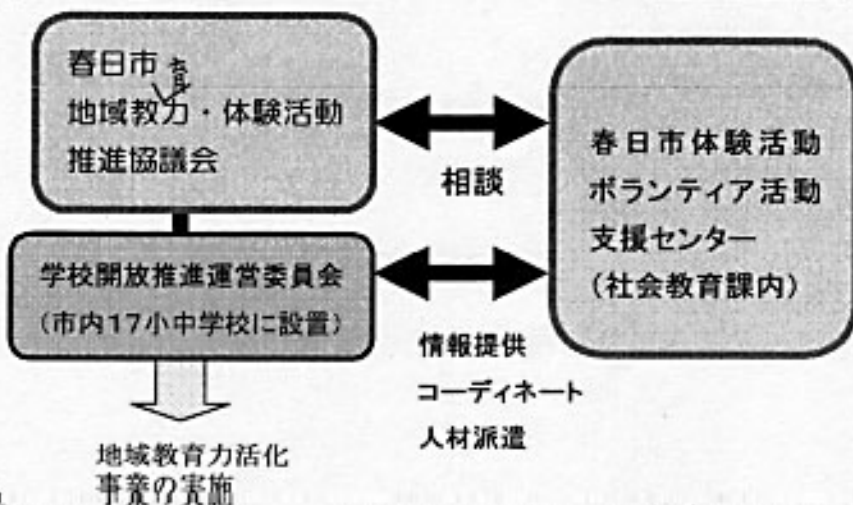 春日市
育
地域教力・体験活動
推進協議会
相談
春日市体験活動
ボランティア活動
支援センター
(社会教育課内)
学校開放推進運営委員会
(市内17小中学校に設置)
情報提供
コーディネート
人材派遣
地域教育力活化
事業の実施